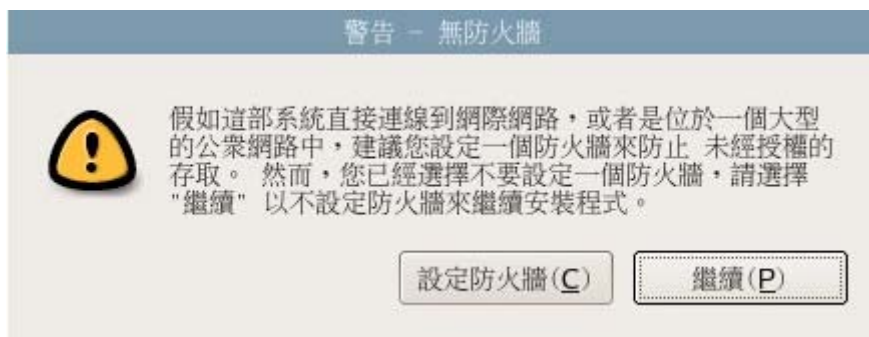 警告 - 無防火牆
假如這部系統直接連線到網際網路,或者是位於一個大型
的公眾網路中,建議您設定一個防火牆來防止 未經授權的
存取。 然而,您已經選擇不要設定一個防火牆,請選擇
"繼續" 以不設定防火牆來繼續安裝程式。
設定防火牆(C) 繼續(P)